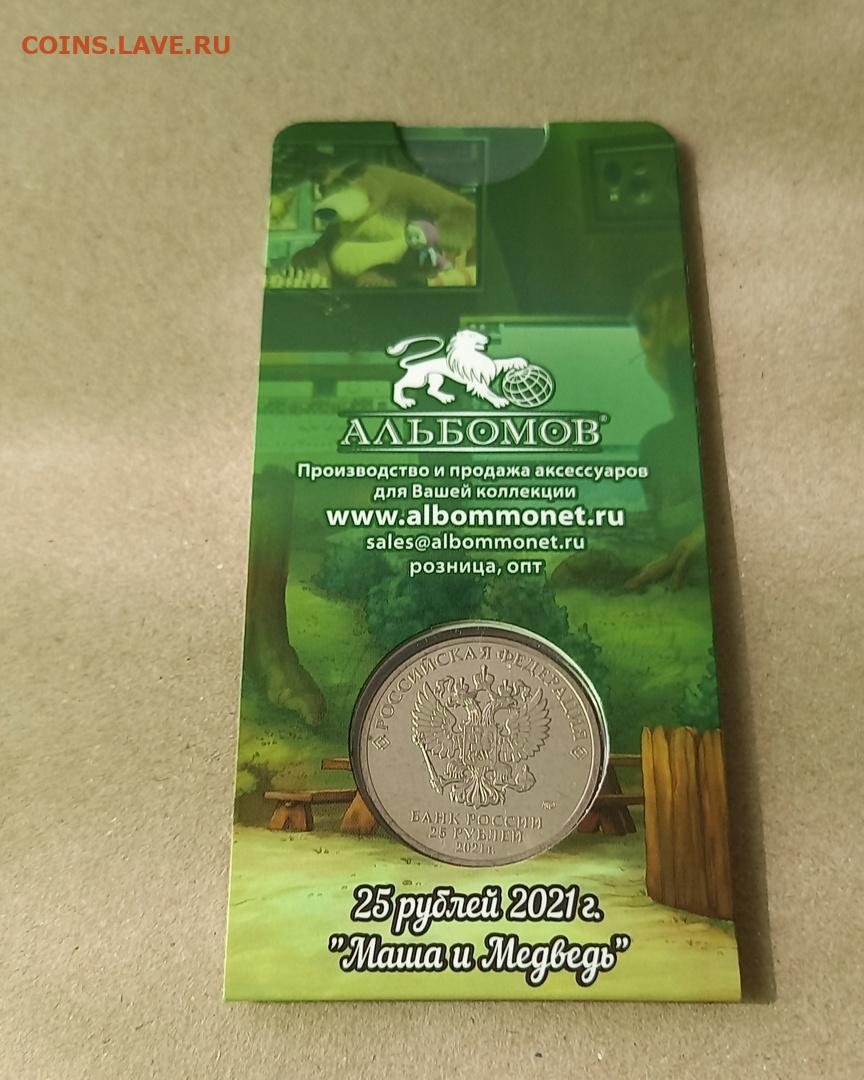 COINS.LAVE.RU
АЛЬБОМОВ®
Производство и продажа аксессуаров
для Вашей коллекции
www.albommonet.ru
sales@albommonet.ru
розница, опт
РОССИЙСКАЯ ФЕДЕРАЦИЯ
БАНК РОССИИ
25 РУБЛЕЙ
2021 г.
25 рублей 2021 г.
"Маша и Медведь"